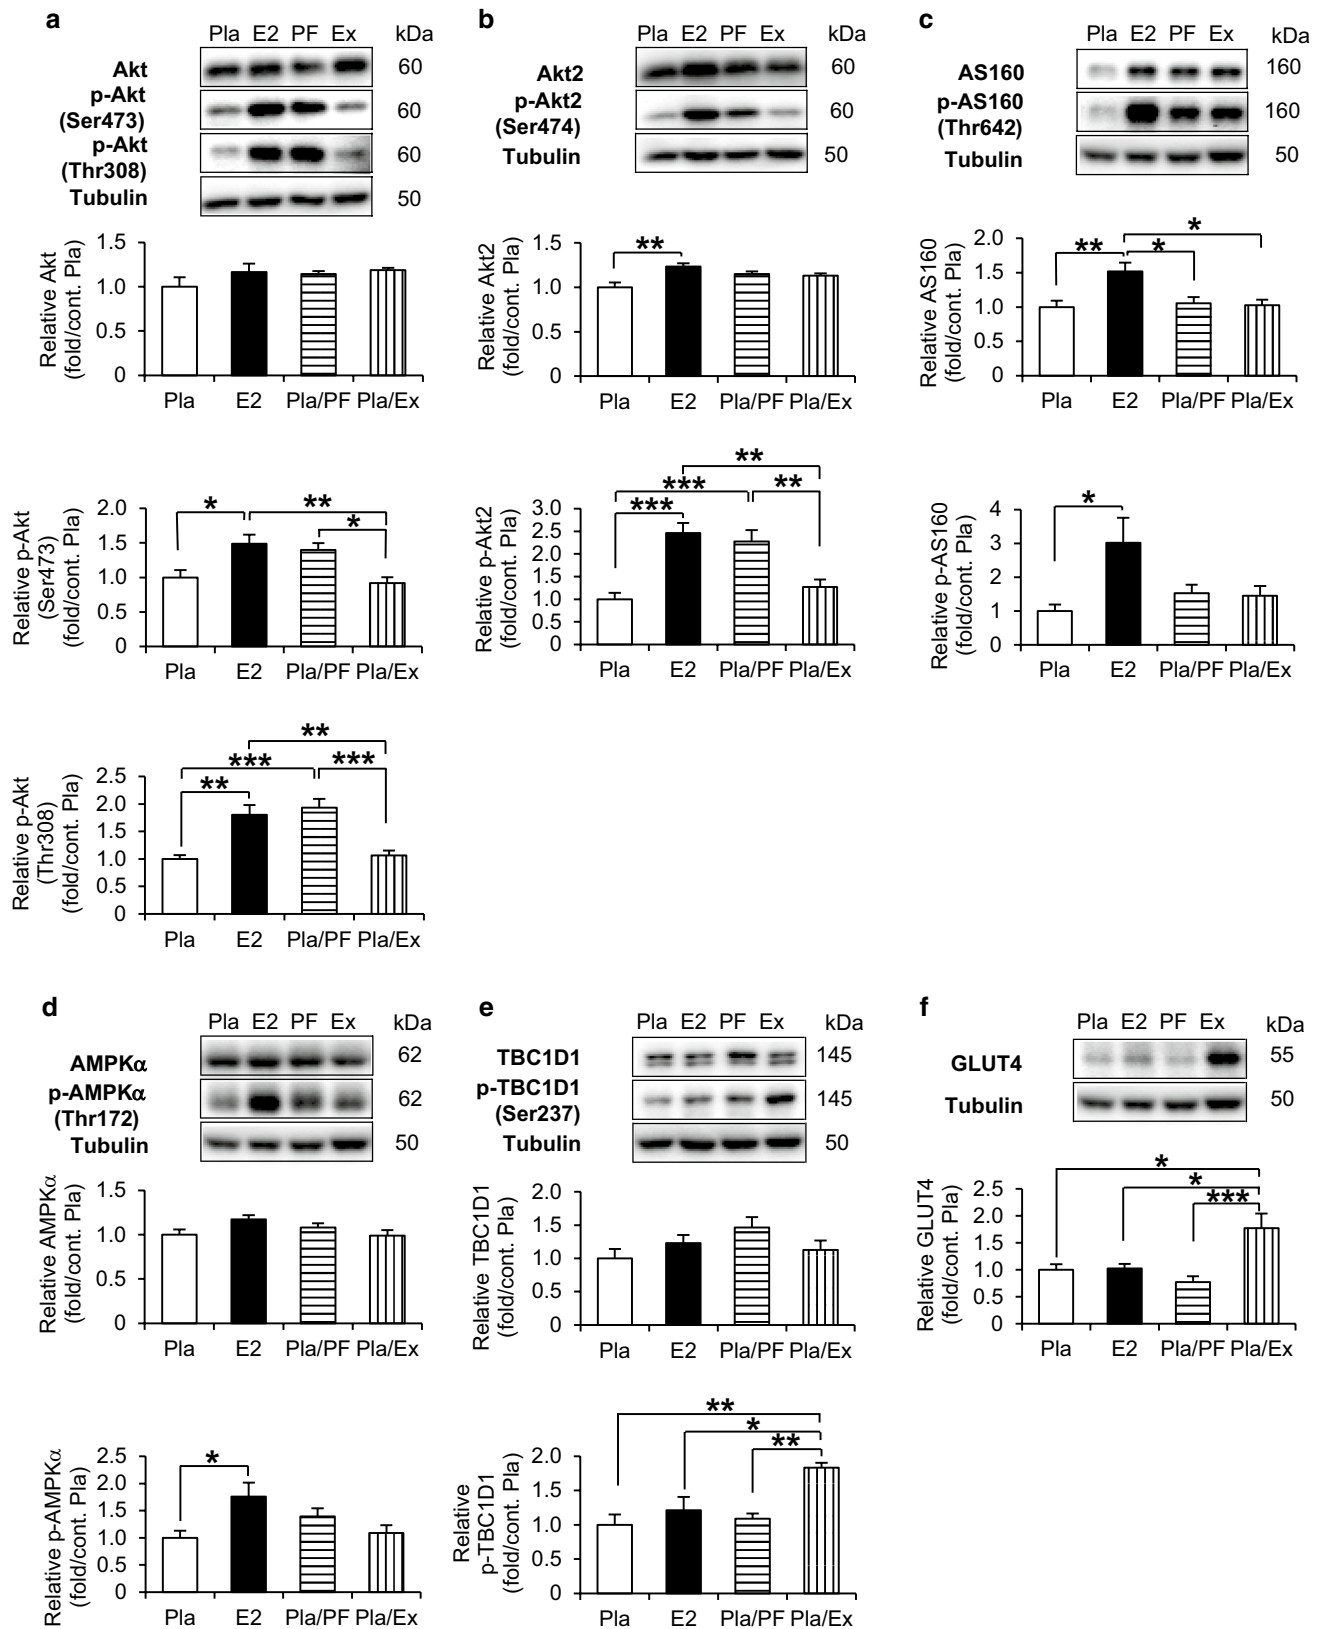 a
Pla E2 PF Ex kDa
Akt 60
p-Akt
(Ser473) 60
p-Akt
(Thr308) 60
Tubulin 50
Relative Akt
(fold/cont. Pla)
1.5
1.0
0.5
0
Pla E2 Pla/PF Pla/Ex
Relative p-Akt
(Ser473)
(fold/cont. Pla)
* ** *
2.0
1.5
1.0
0.5
0
Pla E2 Pla/PF Pla/Ex
Relative p-Akt
(Thr308)
(fold/cont. Pla)
**
*** ***
**
2.5
2.0
1.5
1.0
0.5
0
Pla E2 Pla/PF Pla/Ex
b
Pla E2 PF Ex kDa
Akt2 60
p-Akt2
(Ser474) 60
Tubulin 50
Relative Akt2
(fold/cont. Pla)
**
1.5
1.0
0.5
0
Pla E2 Pla/PF Pla/Ex
Relative p-Akt2
(fold/cont. Pla)
**
*** **
***
3.0
2.5
2.0
1.5
1.0
0.5
0
Pla E2 Pla/PF Pla/Ex
c
Pla E2 PF Ex kDa
AS160 160
p-AS160
(Thr642) 160
Tubulin 50
Relative AS160
(fold/cont. Pla)
*
** *
2.0
1.5
1.0
0.5
0
Pla E2 Pla/PF Pla/Ex
Relative p-AS160
(fold/cont. Pla)
*
4
3
2
1
0
Pla E2 Pla/PF Pla/Ex
d
Pla E2 PF Ex kDa
AMPKα 62
p-AMPKα
(Thr172) 62
Tubulin 50
Relative AMPKα
(fold/cont. Pla)
1.5
1.0
0.5
0
Pla E2 Pla/PF Pla/Ex
Relative p-AMPKα
(fold/cont. Pla)
*
2.5
2.0
1.5
1.0
0.5
0
Pla E2 Pla/PF Pla/Ex
e
Pla E2 PF Ex kDa
TBC1D1 145
p-TBC1D1
(Ser237) 145
Tubulin 50
Relative TBC1D1
(fold/cont. Pla)
2.0
1.5
1.0
0.5
0
Pla E2 Pla/PF Pla/Ex
Relative
p-TBC1D1
(fold/cont. Pla)
**
*
**
2.0
1.5
1.0
0.5
0
Pla E2 Pla/PF Pla/Ex
f
Pla E2 PF Ex kDa
GLUT4 55
Tubulin 50
Relative GLUT4
(fold/cont. Pla)
*
*
***
2.5
2.0
1.5
1.0
0.5
0
Pla E2 Pla/PF Pla/Ex